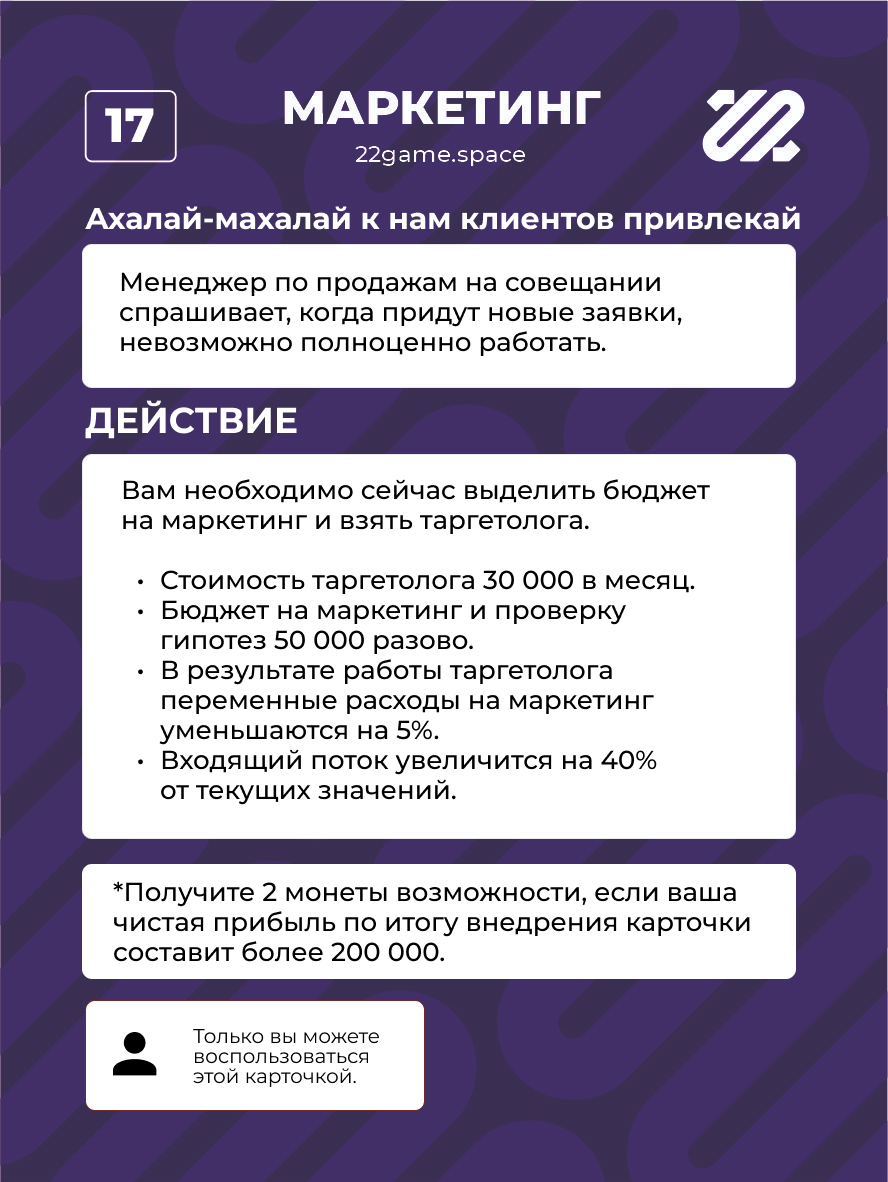 17
МАРКЕТИНГ
22game.space
Ахалай-махалай к нам клиентов привлекай
Менеджер по продажам на совещании
спрашивает, когда придут новые заявки,
невозможно полноценно работать.
ДЕЙСТВИЕ
Вам необходимо сейчас выделить бюджет
на маркетинг и взять таргетолога.
• Стоимость таргетолога 30 000 в месяц.
• Бюджет на маркетинг и проверку
гипотез 50 000 разово.
• В результате работы таргетолога
переменные расходы на маркетинг
уменьшаются на 5%.
• Входящий поток увеличится на 40%
от текущих значений.
*Получите 2 монеты возможности, если ваша
чистая прибыль по итогу внедрения карточки
составит более 200 000.
Только вы можете
воспользоваться
этой карточкой.